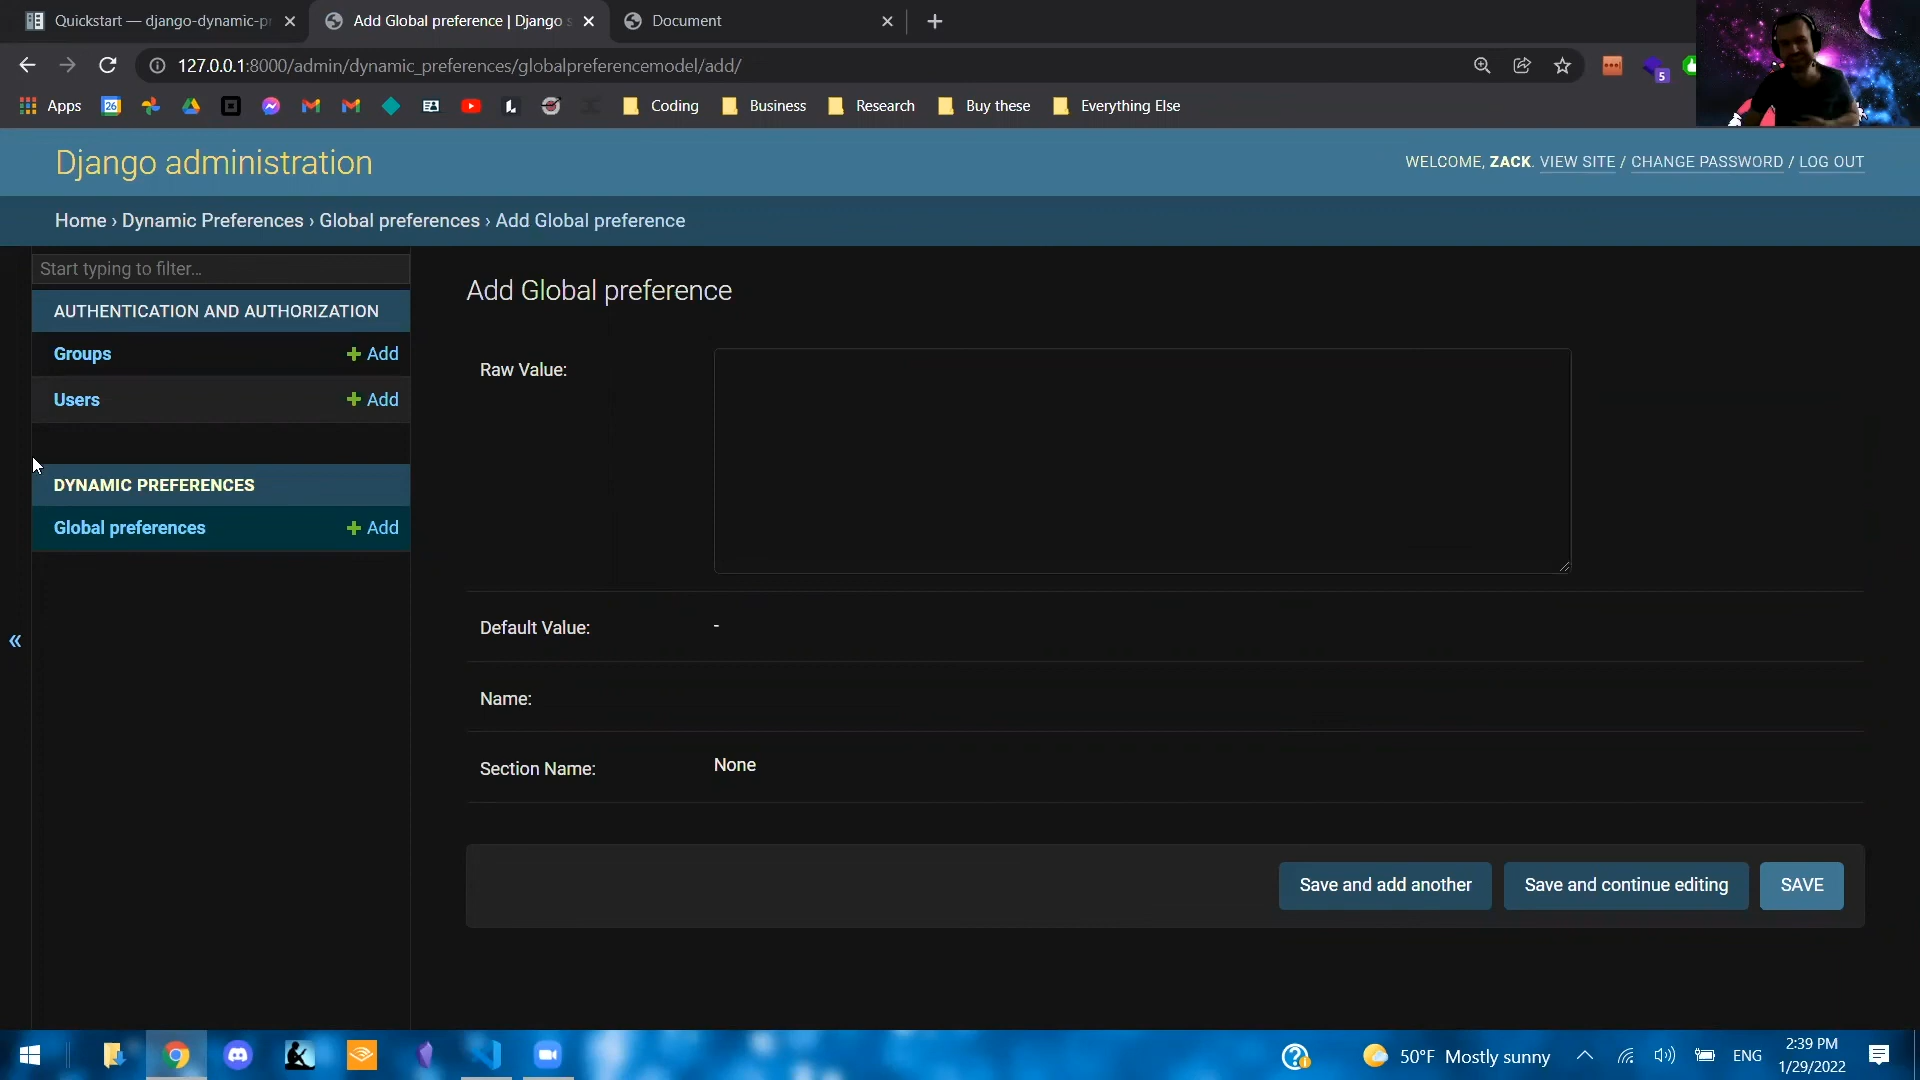 Quickstart — django-dynamic-pr
Add Global preference | Django s
Document
127.0.0.1:8000/admin/dynamic_preferences/globalpreferencemodel/add/
5
Apps
26
Coding
Business
Research
Buy these
Everything Else
Django administration
WELCOME, ZACK. VIEW SITE / CHANGE PASSWORD / LOG OUT
Home › Dynamic Preferences › Global preferences › Add Global preference
Start typing to filter...
AUTHENTICATION AND AUTHORIZATION
Groups
Add
Users
Add
DYNAMIC PREFERENCES
Global preferences
Add
«
Add Global preference
Raw Value:
Default Value:
-
Name:
Section Name:
None
Save and add another
Save and continue editing
SAVE
50°F Mostly sunny
ENG
2:39 PM
1/29/2022